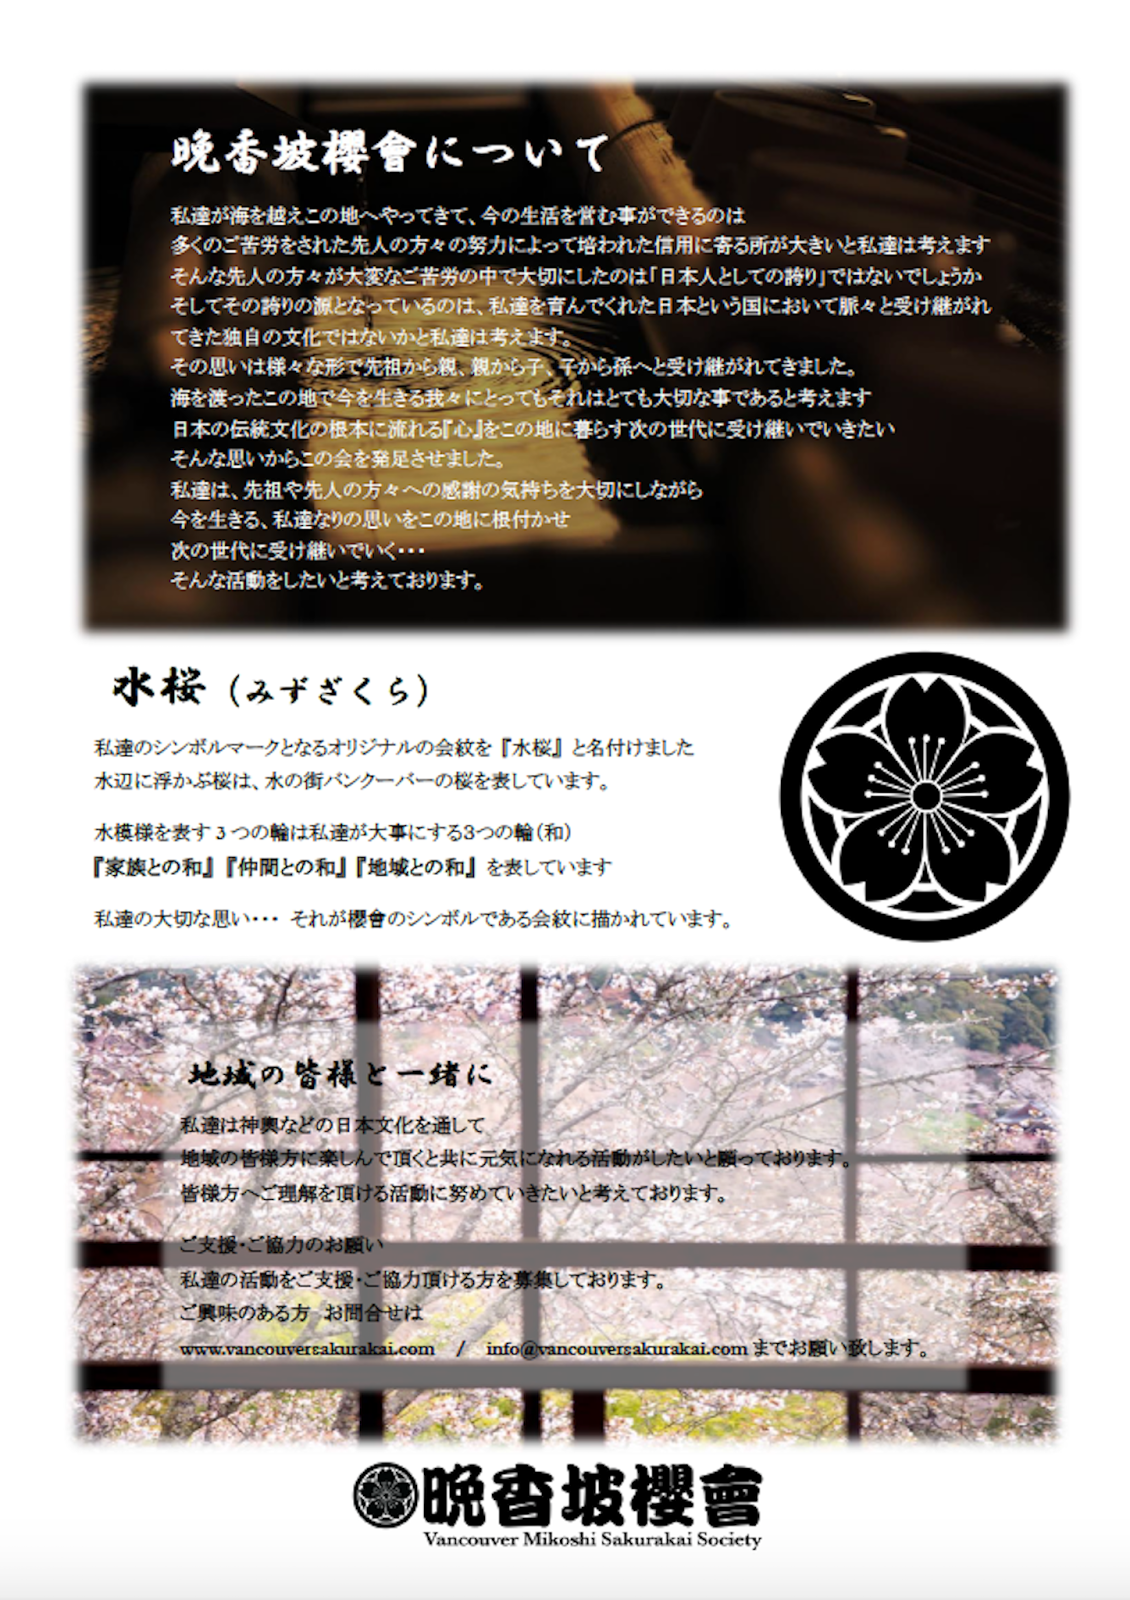 晩香坡櫻會について
私達が海を越えこの地へやってきて、今の生活を営む事ができるのは
多くのご苦労をされた先人の方々の努力によって培われた信用に寄る所が大きいと私達は考えます
そんな先人の方々が大変なご苦労の中で大切にしたのは「日本人としての誇り」ではないでしょうか
そしてその誇りの源となっているのは、私達を育んでくれた日本という国において脈々と受け継がれ
てきた独自の文化ではないかと私達は考えます。
その思いは様々な形で先祖から親、親から子、子から孫へと受け継がれてきました。
海を渡ったこの地で今を生きる我々にとってもそれはとても大切な事であると考えます
日本の伝統文化の根本に流れる『心』をこの地に暮らす次の世代に受け継いでいきたい
そんな思いからこの会を発足させました。
私達は、先祖や先人の方々への感謝の気持ちを大切にしながら
今を生きる、私達なりの思いをこの地に根付かせ
次の世代に受け継いでいく・・・
そんな活動をしたいと考えております。
水桜（みずざくら）
私達のシンボルマークとなるオリジナルの会紋を『水桜』と名付けました
水辺に浮かぶ桜は、水の街バンクーバーの桜を表しています。
水模様を表す３つの輪は私達が大事にする3つの輪（和）
『家族との和』『仲間との和』『地域との和』を表しています
私達の大切な思い・・・ それが櫻會のシンボルである会紋に描かれています。
地域の皆様と一緒に
私達は神輿などの日本文化を通して
地域の皆様方に楽しんで頂くと共に元気になれる活動がしたいと願っております。
皆様方へご理解を頂ける活動に努めていきたいと考えております。
ご支援・ご協力のお願い
私達の活動をご支援・ご協力頂ける方を募集しております。
ご興味のある方　お問合せは
www.vancouversakurakai.com / info@vancouversakurakai.com までお願い致します。
晩香坡櫻會
Vancouver Mikoshi Sakurakai Society